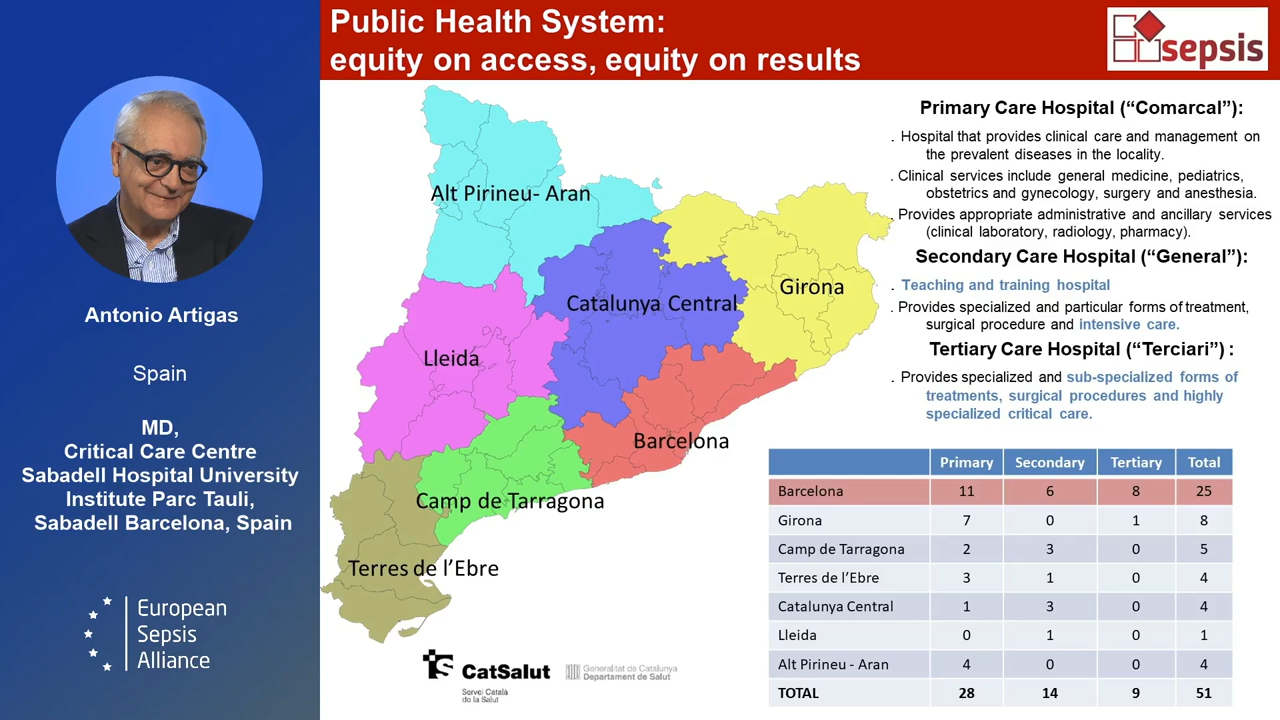 Public Health System:
equity on access, equity on results
sepsis
Antonio Artigas
Spain
MD,
Critical Care Centre
Sabadell Hospital University
Institute Parc Tauli,
Sabadell Barcelona, Spain
European
Sepsis
Alliance
Alt Pirineu- Aran
Catalunya Central
Girona
Lleida
Barcelona
Camp de Tarragona
Terres de l’Ebre
CatSalut
Servei Català
de la Salut
Generalitat de Catalunya
Departament de Salut
Primary Care Hospital (“Comarcal”):
. Hospital that provides clinical care and management on
the prevalent diseases in the locality.
. Clinical services include general medicine, pediatrics,
obstetrics and gynecology, surgery and anesthesia.
. Provides appropriate administrative and ancillary services
(clinical laboratory, radiology, pharmacy).
Secondary Care Hospital (“General”):
. Teaching and training hospital
. Provides specialized and particular forms of treatment,
surgical procedure and intensive care.
Tertiary Care Hospital (“Terciari”) :
. Provides specialized and sub-specialized forms of
treatments, surgical procedures and highly
specialized critical care.
Primary Secondary Tertiary Total
Barcelona 11 6 8 25
Girona 7 0 1 8
Camp de Tarragona 2 3 0 5
Terres de l’Ebre 3 1 0 4
Catalunya Central 1 3 0 4
Lleida 0 1 0 1
Alt Pirineu - Aran 4 0 0 4
TOTAL 28 14 9 51